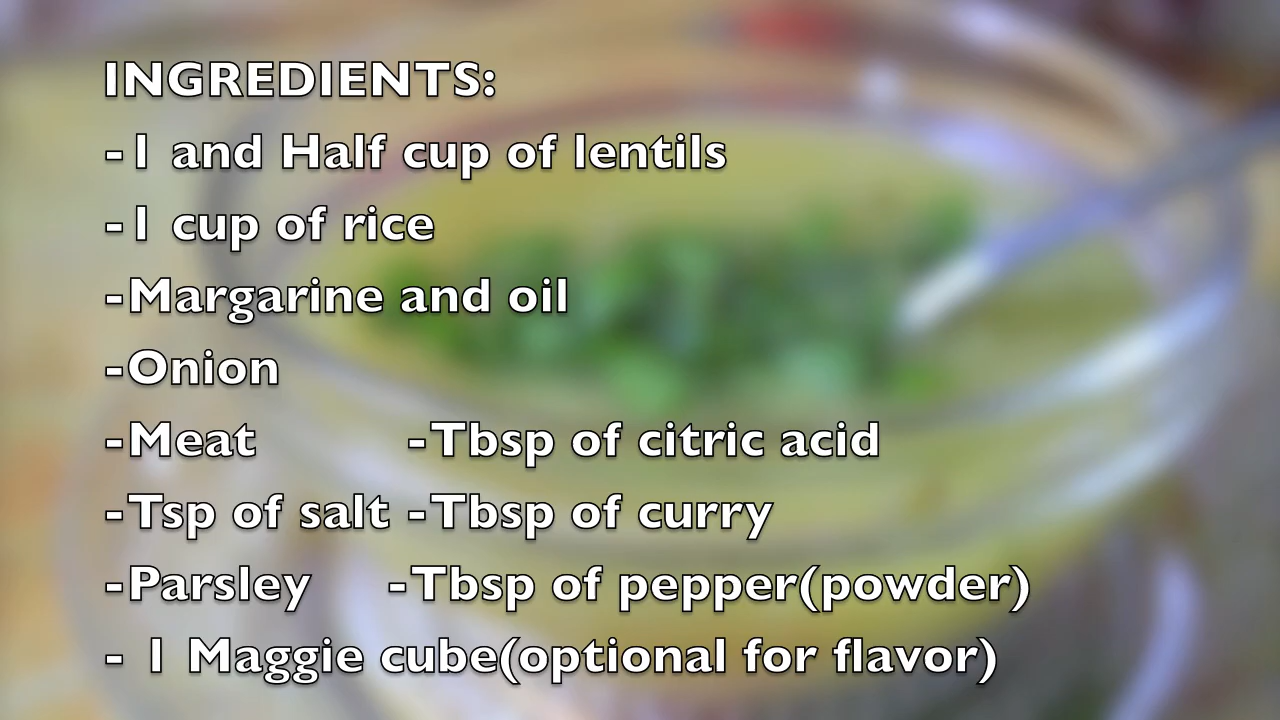 INGREDIENTS:
-1 and Half cup of lentils
-1 cup of rice
-Margarine and oil
-Onion
-Meat -Tbsp of citric acid
-Tsp of salt -Tbsp of curry
-Parsley -Tbsp of pepper(powder)
- 1 Maggie cube(optional for flavor)